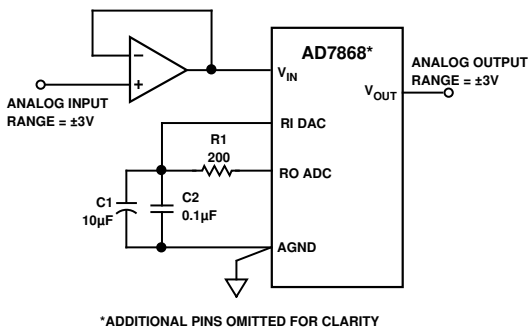 AD7868*
ANALOG OUTPUT
RANGE = ±3V
−
+
VIN
VOUT
ANALOG INPUT
RANGE = ±3V
RI DAC
R1
200
RO ADC
C1
10µF
C2
0.1µF
AGND
*ADDITIONAL PINS OMITTED FOR CLARITY